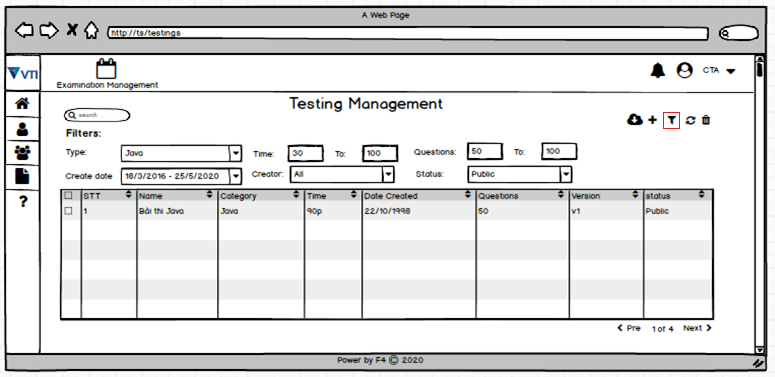 A Web Page
http://ts/testings
VTI
Examination Management
CTA
Testing Management
search
Filters:
Type: Java Time: 30 To: 100 Questions: 50 To: 100
Create date 18/3/2016 - 25/5/2020 Creator: All Status: Public
STT Name Category Time Date Created Questions Version status
1 Bài thi Java Java 90p 22/10/1998 50 v1 Public
Pre 1 of 4 Next
?
Power by F4 © 2020